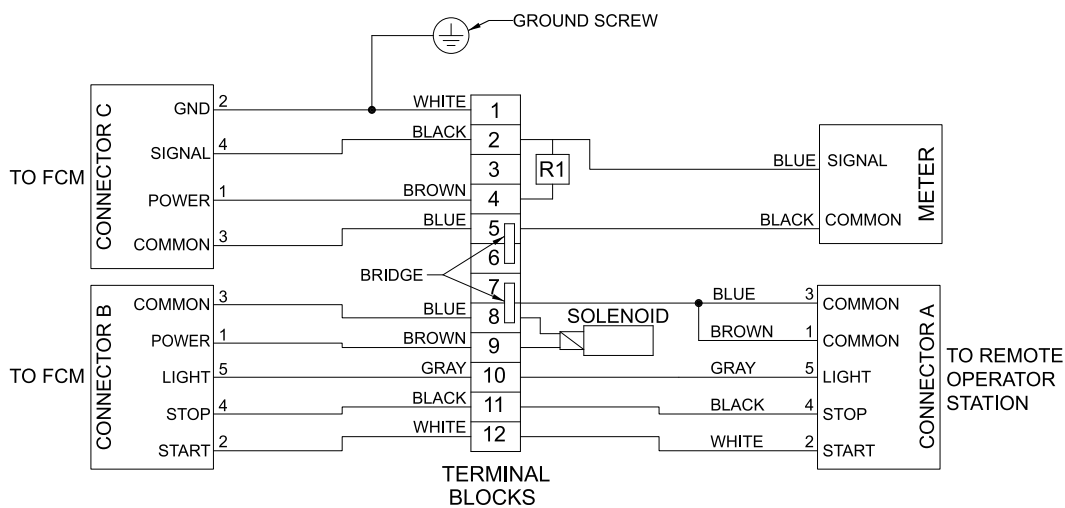 GROUND SCREW
TO FCM
CONNECTOR C
GND 2
SIGNAL 4
POWER 1
COMMON 3
WHITE
BLACK
BROWN
BLUE
1
2
3
4
5
6
7
8
9
10
11
12
R1
BLUE
BLACK
SIGNAL
COMMON
METER
BRIDGE
TO FCM
CONNECTOR B
COMMON 3
POWER 1
LIGHT 5
STOP 4
START 2
BLUE
BROWN
GRAY
BLACK
WHITE
SOLENOID
BLUE
BROWN
GRAY
BLACK
WHITE
3 COMMON
1 COMMON
5 LIGHT
4 STOP
2 START
CONNECTOR A
TO REMOTE
OPERATOR
STATION
TERMINAL
BLOCKS